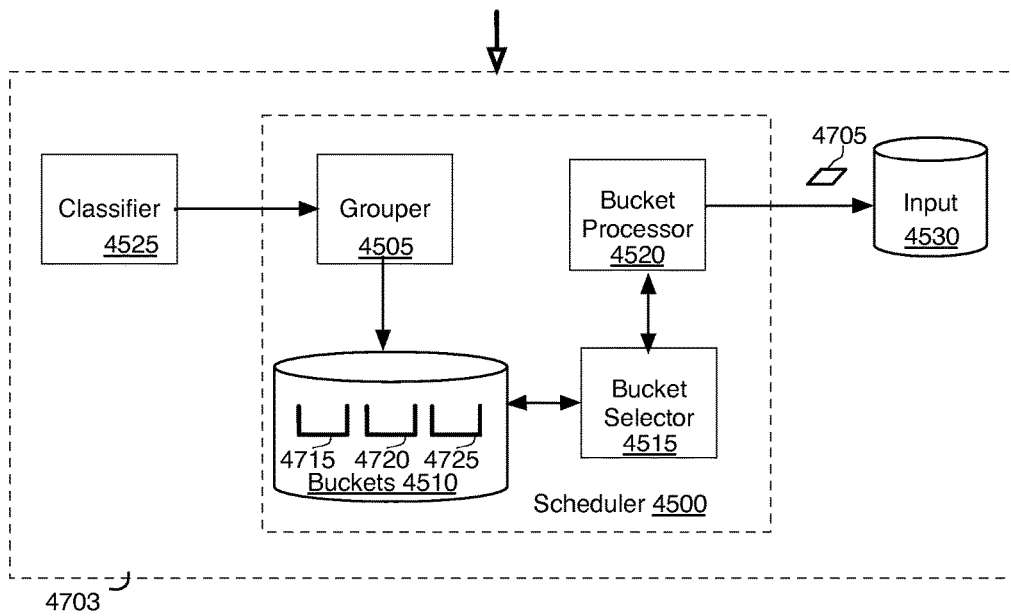 4705
Classifier
4525
Grouper
4505
Bucket
Processor
4520
Input
4530
Bucket
Selector
4515
4715 4720 4725
Buckets 4510
Scheduler 4500
4703